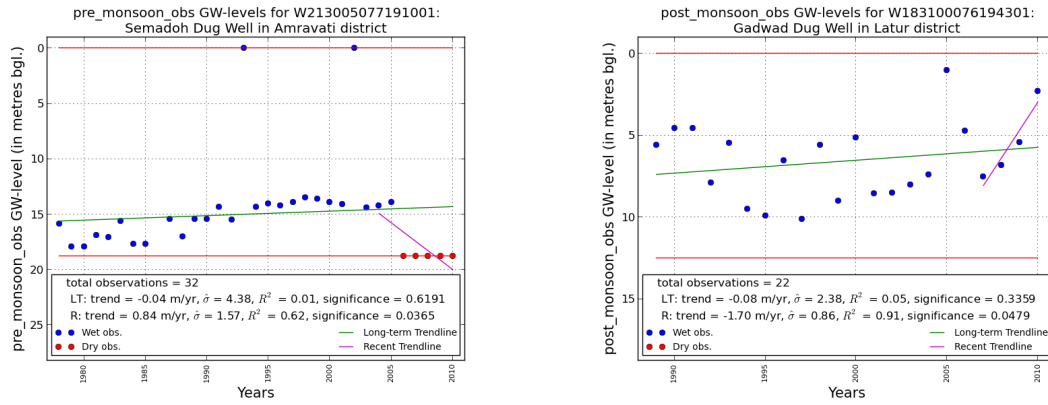 pre_monsoon_obs GW-levels for W213005077191001:
Semadoh Dug Well in Amravati district
pre_monsoon_obs GW-level (in metres bgl.)
0
5
10
15
20
25
total observations = 32
LT: trend = -0.04 m/yr, σ̂ = 4.38, R² = 0.01, significance = 0.6191
R: trend = 0.84 m/yr, σ̂ = 1.57, R² = 0.62, significance = 0.0365
Wet obs.
Dry obs.
Long-term Trendline
Recent Trendline
1980
1985
1990
1995
2000
2005
2010
Years
post_monsoon_obs GW-levels for W183100076194301:
Gadwad Dug Well in Latur district
post_monsoon_obs GW-level (in metres bgl.)
0
5
10
15
total observations = 22
LT: trend = -0.08 m/yr, σ̂ = 2.38, R² = 0.05, significance = 0.3359
R: trend = -1.70 m/yr, σ̂ = 0.86, R² = 0.91, significance = 0.0479
Wet obs.
Dry obs.
Long-term Trendline
Recent Trendline
1990
1995
2000
2005
2010
Years